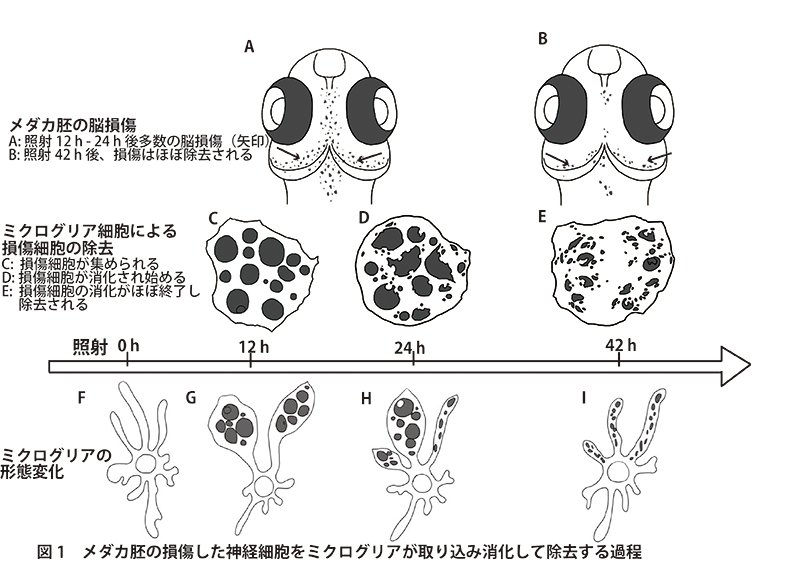 A
B
メダカ胚の脳損傷
A: 照射 12 h - 24 h 後多数の脳損傷（矢印）
B: 照射 42 h 後、損傷はほぼ除去される
C
D
E
ミクログリア細胞による
損傷細胞の除去
C: 損傷細胞が集められる
D: 損傷細胞が消化され始める
E: 損傷細胞の消化がほぼ終了し
除去される
照射 0 h
12 h
24 h
42 h
F
G
H
I
ミクログリアの
形態変化
図 1 メダカ胚の損傷した神経細胞をミクログリアが取り込み消化して除去する過程